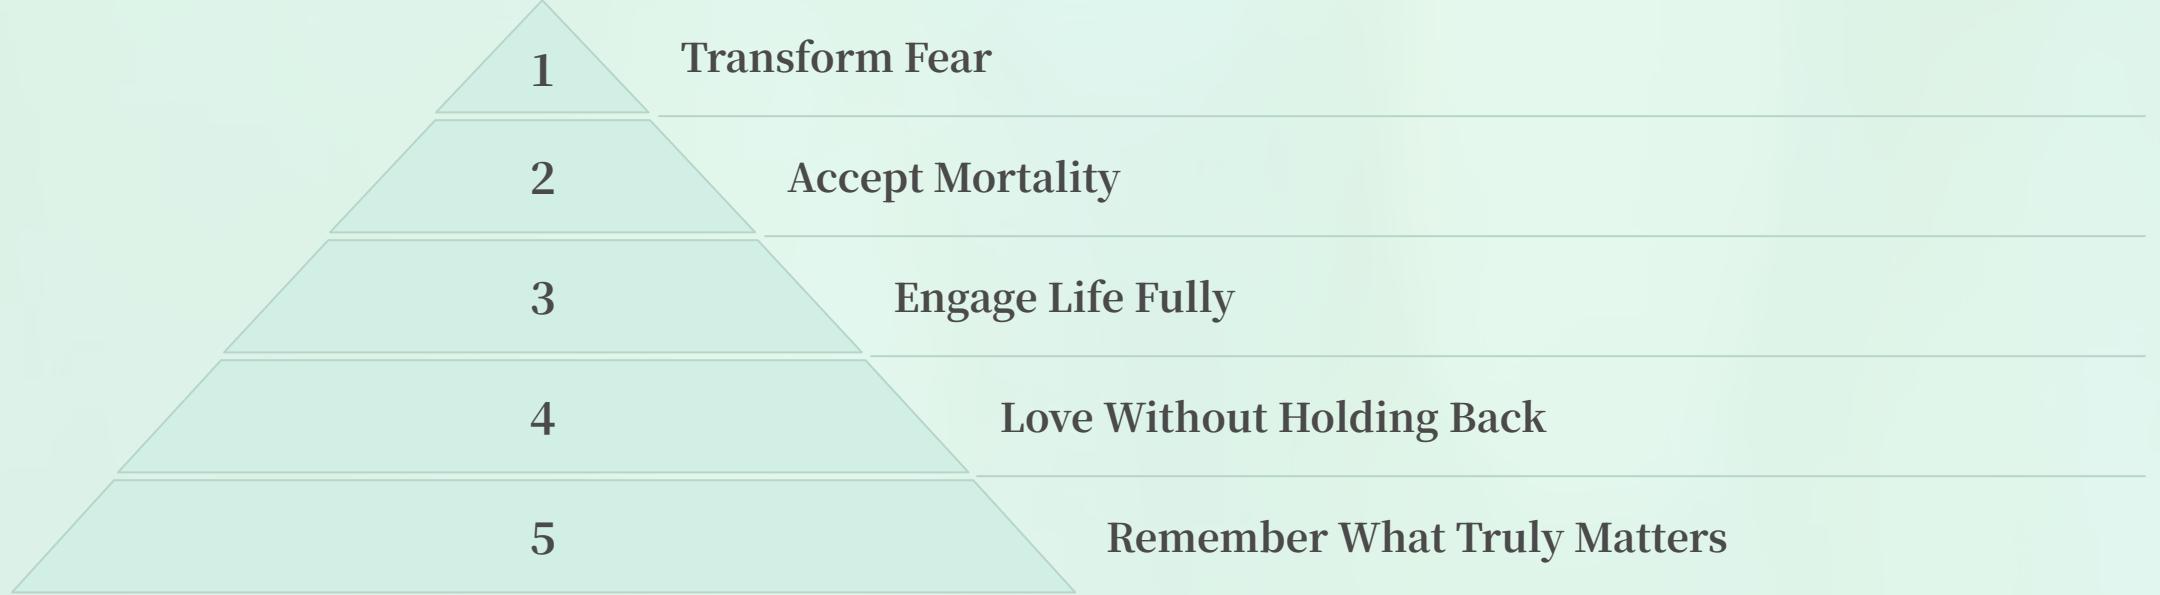 1
Transform Fear
2
Accept Mortality
3
Engage Life Fully
4
Love Without Holding Back
5
Remember What Truly Matters